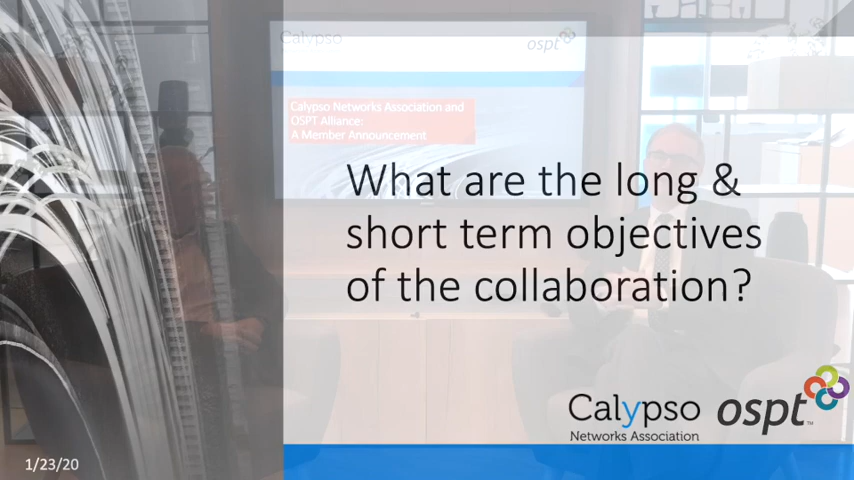 Calypso
ospt
Calypso Networks Association and
OSPT Alliance:
A Member Announcement
What are the long &
short term objectives
of the collaboration?
Calypso
Networks Association
ospt™
1/23/20